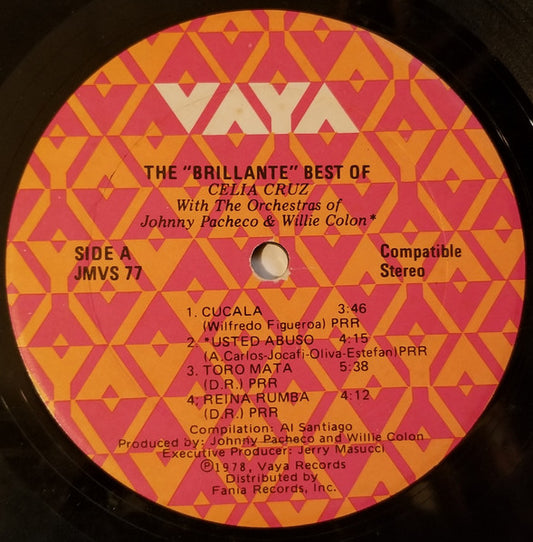 VAYA
THE "BRILLANTE" BEST OF
CELIA CRUZ
With The Orchestras of
Johnny Pacheco & Willie Colon*
SIDE A
JMVS 77
Compatible
Stereo
1. CUCALA 3:46
(Wilfredo Figueroa) PRR
2. *USTED ABUSO 4:15
(A.Carlos-Jocafi-Oliva-Estefan)PRR
3. TORO MATA 5:38
(D.R.) PRR
4. REINA RUMBA 4:12
(D.R.) PRR
Compilation: Al Santiago
Produced by: Johnny Pacheco and Willie Colon
Executive Producer: Jerry Masucci
℗1978, Vaya Records
Distributed by
Fania Records, Inc.